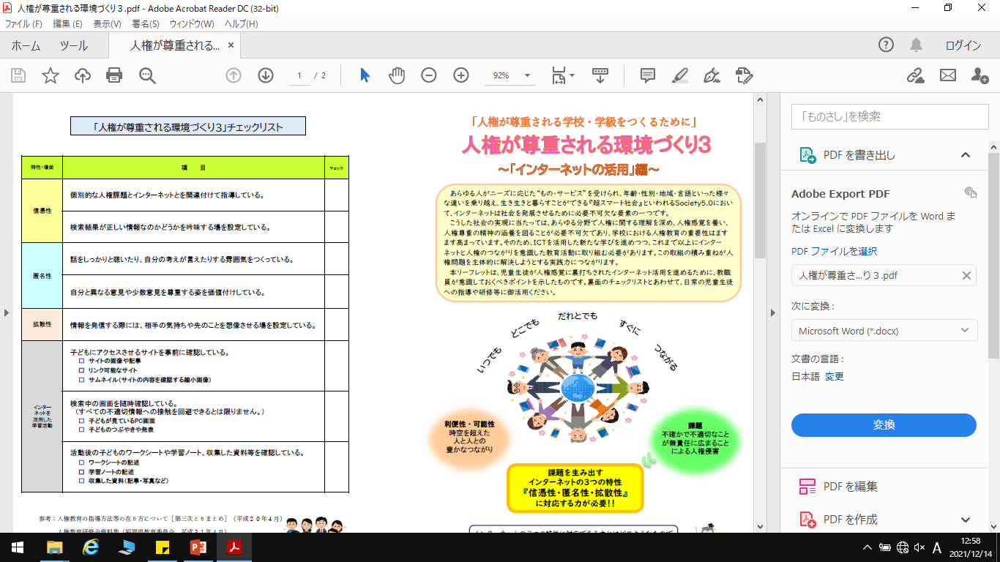 人権が尊重される環境づくり３.pdf - Adobe Acrobat Reader DC (32-bit)
ファイル(F) 編集(E) 表示(V) 署名(S) ウィンドウ(W) ヘルプ(H)
ホーム ツール 人権が尊重される... × ログイン
1 / 2 92%
「人権が尊重される環境づくり３」チェックリスト
特性・場面 項　目 チェック
信憑性
個別的な人権課題とインターネットとを関連付けて指導している。
検索結果が正しい情報なのかどうかを吟味する場を設定している。
匿名性
話をしっかりと聴いたり、自分の考えが言えたりする雰囲気をつくっている。
自分と異なる意見や少数意見を尊重する姿を価値付けしている。
拡散性
情報を発信する際には、相手の気持ちや先のことを想像させる場を設定している。
インター
ネットを
活用した
学習活動
子どもにアクセスさせるサイトを事前に確認している。
□ サイトの画像や記事
□ リンク可能なサイト
□ サムネイル（サイトの内容を確認する縮小画像）
検索中の画面を随時確認している。
（すべての不適切情報への接触を回避できるとは限りません。）
□ 子どもが見ているPC画面
□ 子どものつぶやきや発表
活動後の子どものワークシートや学習ノート、収集した資料等を確認している。
□ ワークシートの記述
□ 学習ノートの記述
□ 収集した資料（記事・写真など）
参考：人権教育の指導方法等の在り方について［第三次とりまとめ］（平成２０年４月）
人権教育研修会資料集（福岡県教育委員会　平成３１年４月）
「人権が尊重される学校・学級をつくるために」
人権が尊重される環境づくり3
～「インターネットの活用」編～
あらゆる人がニーズに応じた“もの・サービス”を受けられ、年齢・性別・地域・言語といった様々
な違いを乗り越え、生き生きと暮らすことができる『超スマート社会』といわれるSociety5.0におい
て、インターネットは社会を発展させるために必要不可欠な要素の一つです。
こうした社会の実現に当たっては、あらゆる分野で人権に関する理解を深め、人権感覚を養い、
人権尊重の精神の涵養を図ることが必要不可欠であり、学校における人権教育の重要性はます
ます高まっています。そのため、ICTを活用した新たな学びを進めつつ、これまで以上にインター
ネットと人権のつながりを意識した教育活動に取り組む必要があります。この取組の積み重ねが人
権問題を主体的に解決しようとする実践力につながります。
本リーフレットは、児童生徒が人権感覚に裏打ちされたインターネット活用を進めるために、教職
員が意識しておくべきポイントを示したものです。裏面のチェックリストとあわせて、日常の児童生徒
への指導や研修等に御活用ください。
いつでも どこでも だれとでも すぐに つながる
利便性・可能性
時空を超えた
人と人との
豊かなつながり
課題
不確かで不適切なこと
が無責任に広まること
による人権侵害
課題を生み出す
インターネットの３つの特性
『信憑性・匿名性・拡散性』
に対応する力が必要！！
「ものさし」を検索
PDF を書き出し
Adobe Export PDF
オンラインで PDF ファイルを Word ま
たは Excel に変換します
PDF ファイルを選択
人権が尊重さ...り３.pdf
次に変換 :
Microsoft Word (*.docx)
文書の言語 :
日本語 変更
変換
PDF を編集
PDF を作成
A
12:58
2021/12/14